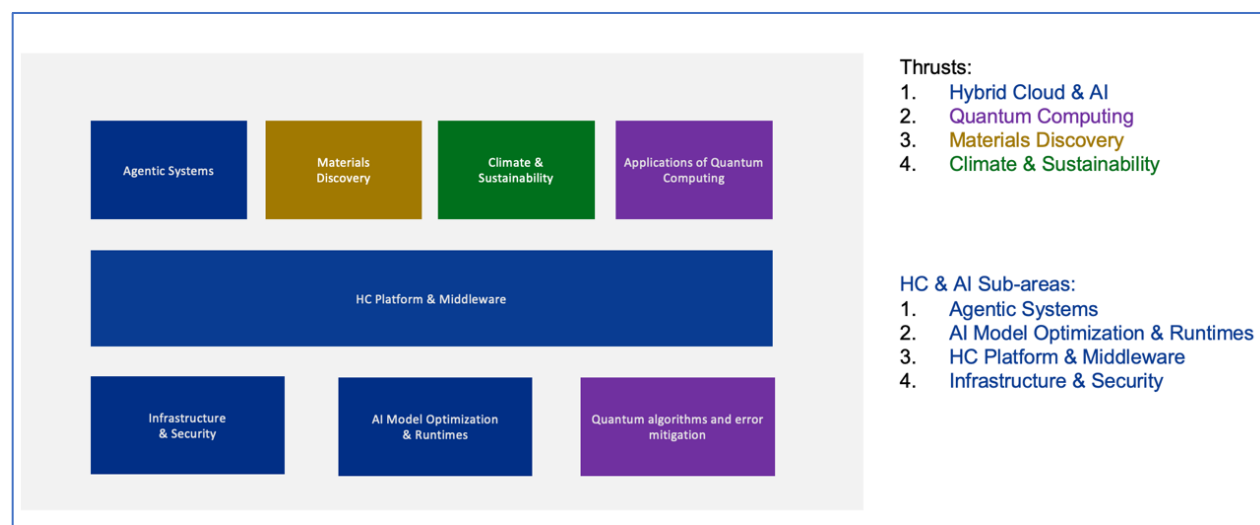 Agentic Systems
Materials
Discovery
Climate &
Sustainability
Applications of Quantum
Computing
HC Platform & Middleware
Infrastructure
& Security
AI Model Optimization
& Runtimes
Quantum algorithms and error
mitigation
Thrusts:
1. Hybrid Cloud & AI
2. Quantum Computing
3. Materials Discovery
4. Climate & Sustainability
HC & AI Sub-areas:
1. Agentic Systems
2. AI Model Optimization & Runtimes
3. HC Platform & Middleware
4. Infrastructure & Security